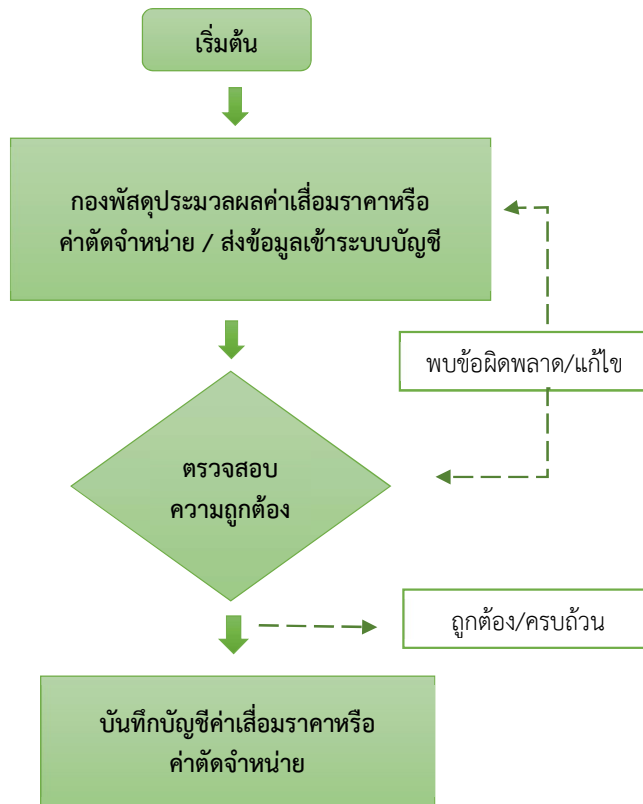 เริ่มต้น
กองพัสดุประมวลผลค่าเสื่อมราคาหรือ
ค่าตัดจำหน่าย / ส่งข้อมูลเข้าระบบบัญชี
พบข้อผิดพลาด/แก้ไข
ตรวจสอบ
ความถูกต้อง
ถูกต้อง/ครบถ้วน
บันทึกบัญชีค่าเสื่อมราคาหรือ
ค่าตัดจำหน่าย